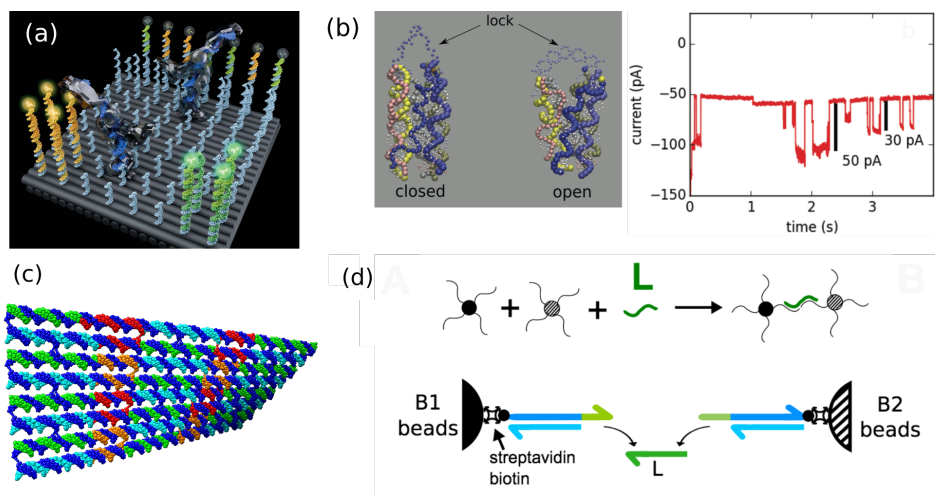 (a)
(b)
lock
closed
open
b
current (pA)
0
−50
−100
−150
50 pA
30 pA
0
1
2
3
time (s)
(c)
(d)
A
B
L
B1
beads
B2
beads
streptavidin
biotin
L